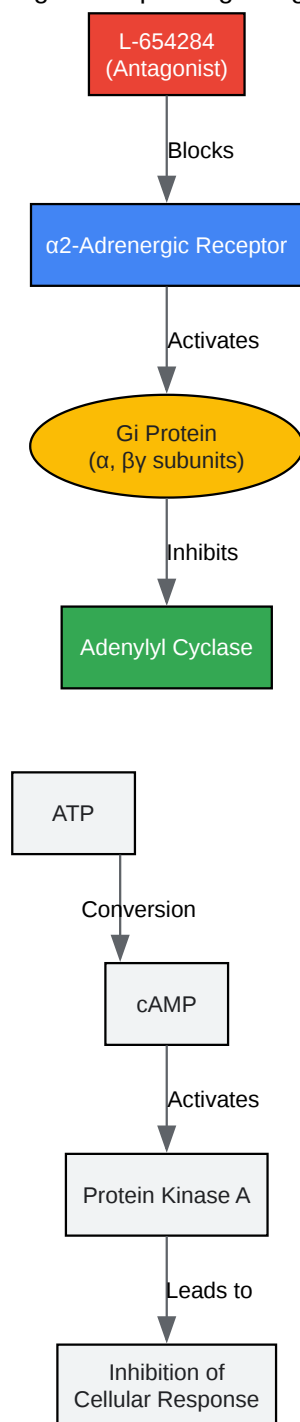 L-654284
(Antagonist)
Blocks
α2-Adrenergic Receptor
Activates
Gi Protein
(α, βγ subunits)
Inhibits
Adenylyl Cyclase
ATP
Conversion
cAMP
Activates
Protein Kinase A
Leads to
Inhibition of
Cellular Response